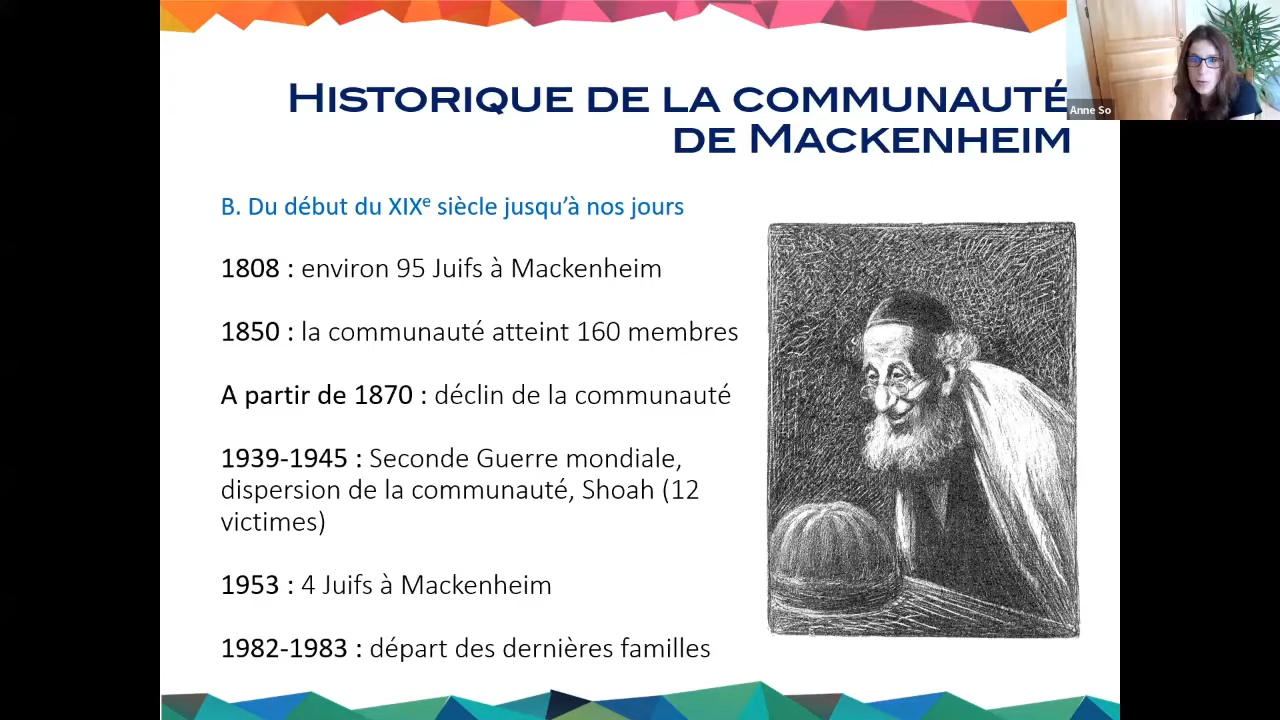 HISTORIQUE DE LA COMMUNAUTÉ
DE MACKENHEIM
Anne So
B. Du début du XIXe siècle jusqu'à nos jours
1808 : environ 95 Juifs à Mackenheim
1850 : la communauté atteint 160 membres
A partir de 1870 : déclin de la communauté
1939-1945 : Seconde Guerre mondiale,
dispersion de la communauté, Shoah (12
victimes)
1953 : 4 Juifs à Mackenheim
1982-1983 : départ des dernières familles